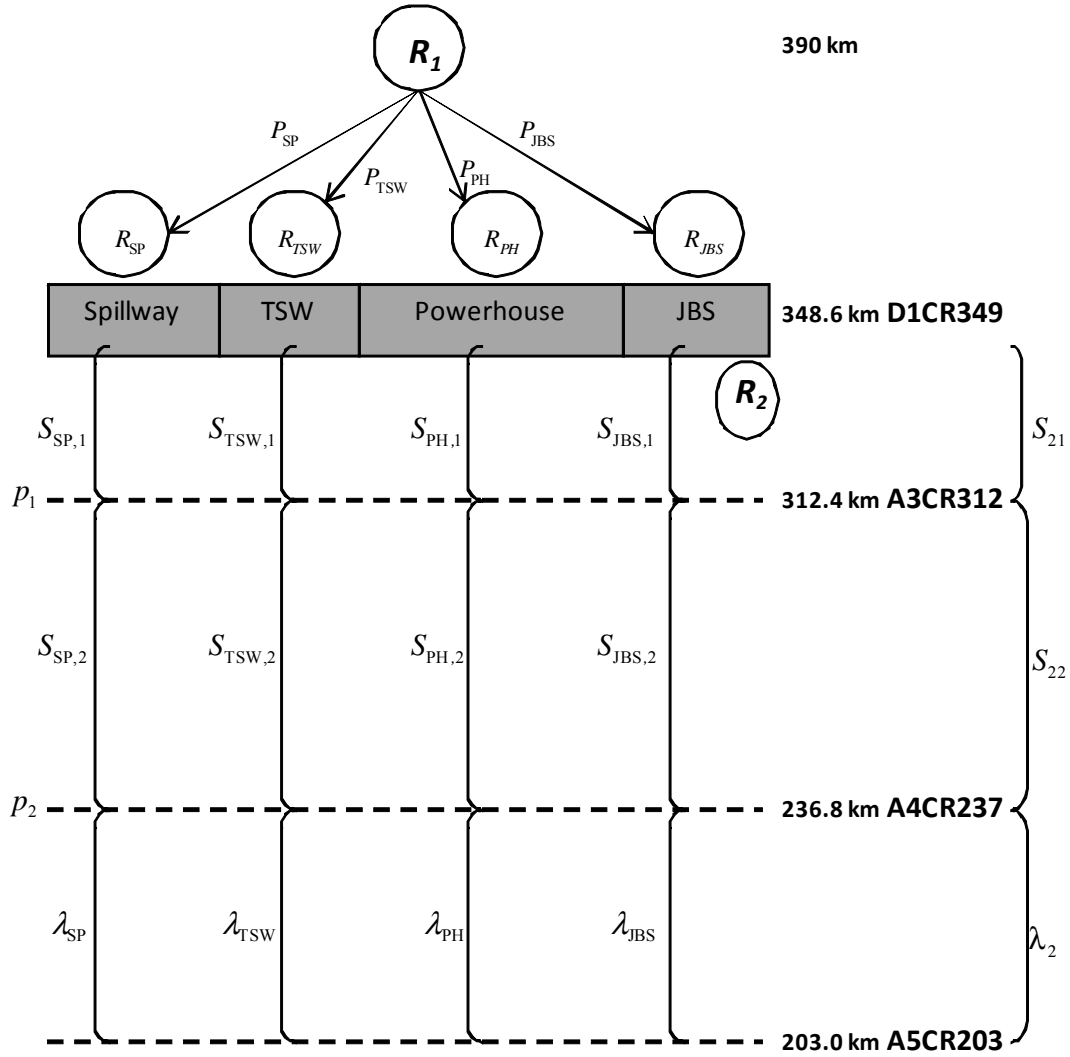 R1 390 km
PSP PTSW PPH PJBS
RSP RTSW RPH RJBS
Spillway TSW Powerhouse JBS 348.6 km D1CR349
R2
SSP,1 STSW,1 SPH,1 SJBS,1 S21
p1 312.4 km A3CR312
SSP,2 STSW,2 SPH,2 SJBS,2 S22
p2 236.8 km A4CR237
λSP λTSW λPH λJBS λ2
203.0 km A5CR203